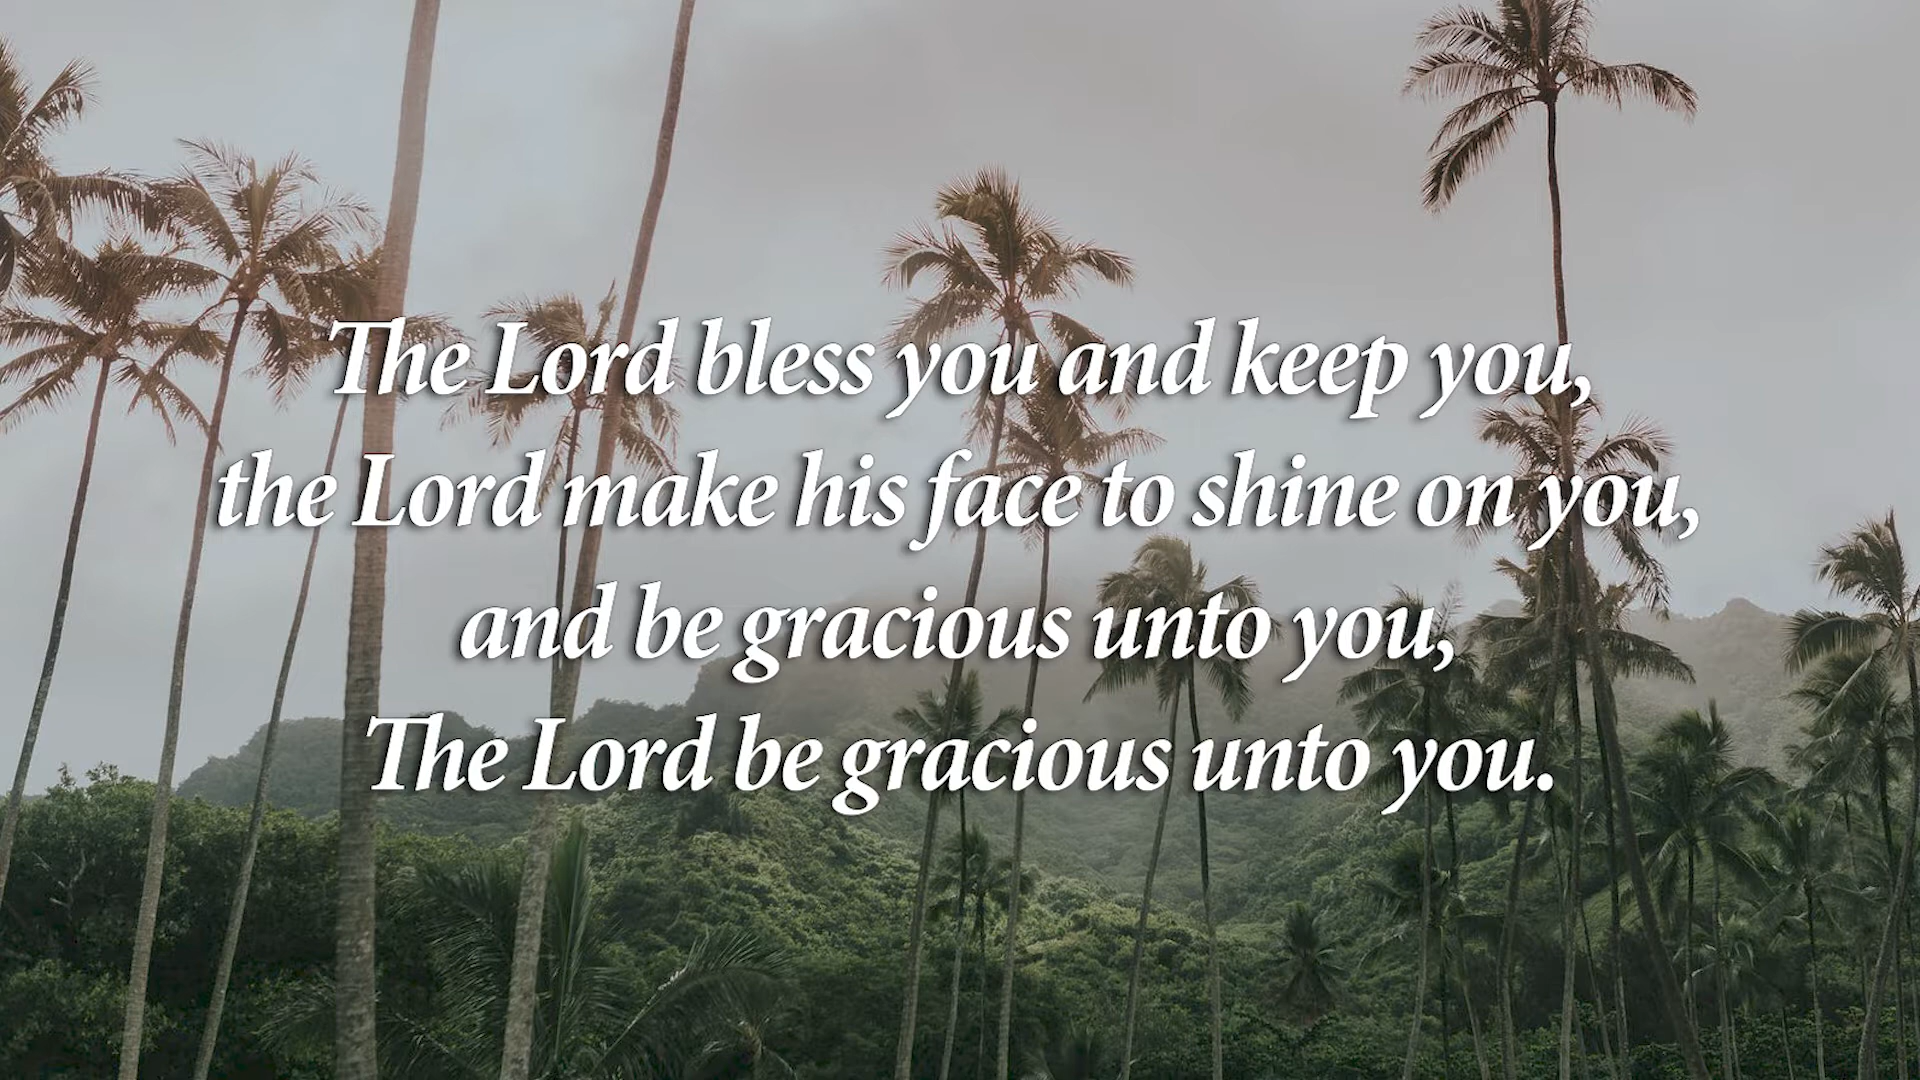 The Lord bless you and keep you,
the Lord make his face to shine on you,
and be gracious unto you,
The Lord be gracious unto you.